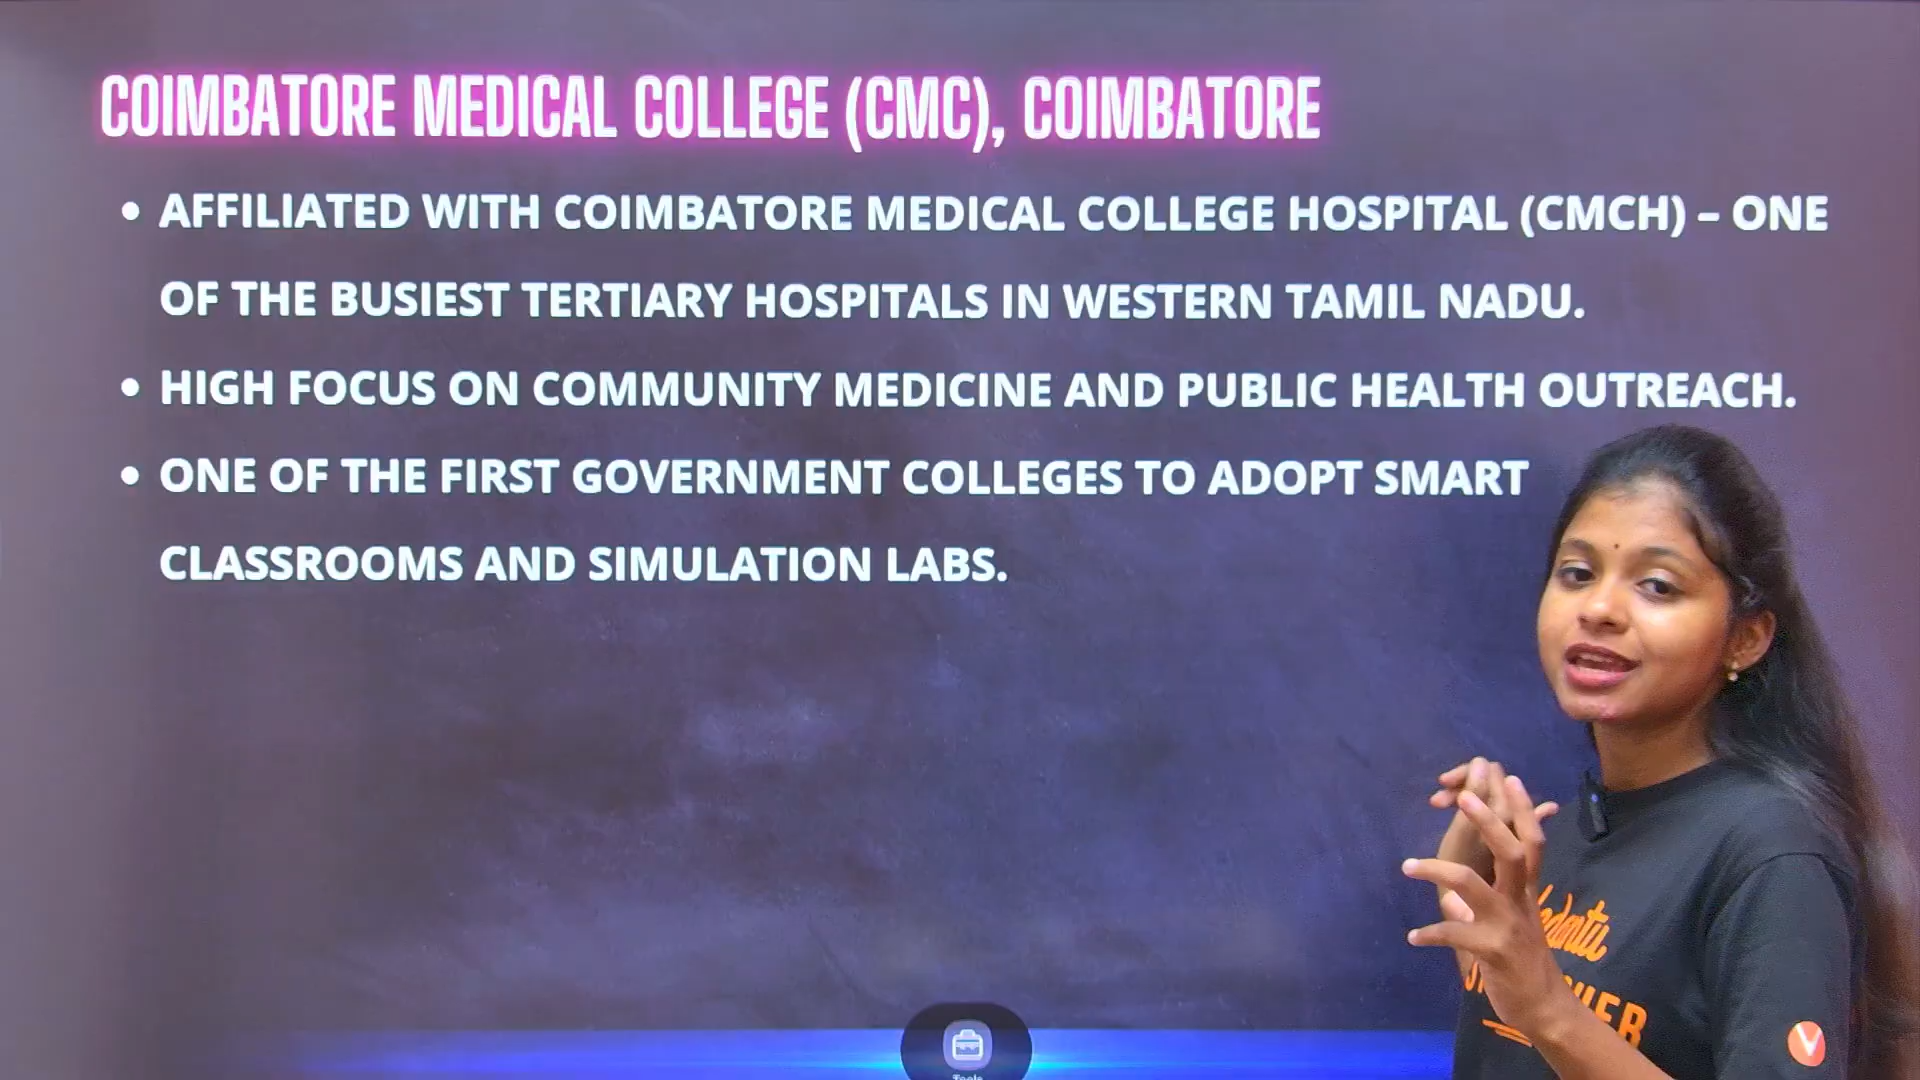 COIMBATORE MEDICAL COLLEGE (CMC), COIMBATORE
• AFFILIATED WITH COIMBATORE MEDICAL COLLEGE HOSPITAL (CMCH) – ONE
OF THE BUSIEST TERTIARY HOSPITALS IN WESTERN TAMIL NADU.
• HIGH FOCUS ON COMMUNITY MEDICINE AND PUBLIC HEALTH OUTREACH.
• ONE OF THE FIRST GOVERNMENT COLLEGES TO ADOPT SMART
CLASSROOMS AND SIMULATION LABS.